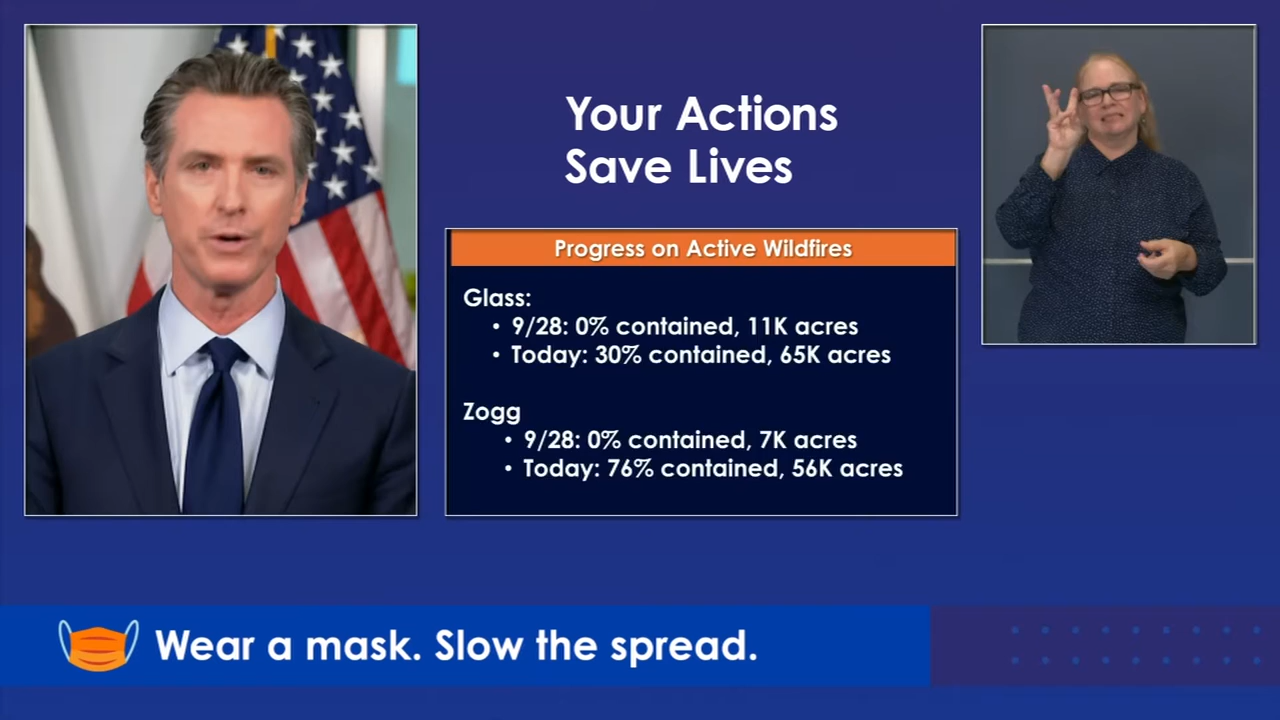 Your Actions
Save Lives
Progress on Active Wildfires
Glass:
• 9/28: 0% contained, 11K acres
• Today: 30% contained, 65K acres
Zogg
• 9/28: 0% contained, 7K acres
• Today: 76% contained, 56K acres
Wear a mask. Slow the spread.